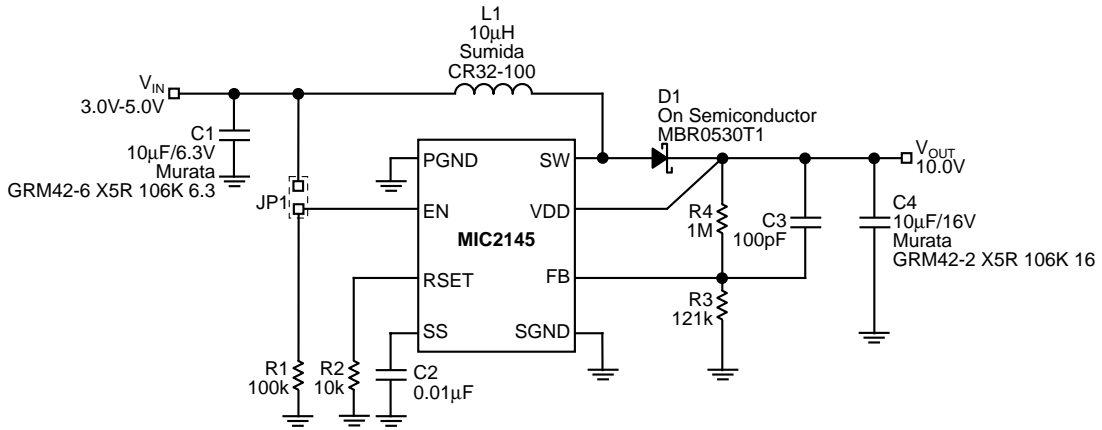 L1
10µH
Sumida
CR32-100
VIN
3.0V-5.0V
C1
10µF/6.3V
Murata
GRM42-6 X5R 106K 6.3
JP1
D1
On Semiconductor
MBR0530T1
VOUT
10.0V
PGND
SW
EN
VDD
MIC2145
RSET
FB
SS
SGND
R4
1M
C3
100pF
C4
10µF/16V
Murata
GRM42-2 X5R 106K 16
R3
121k
R1
100k
R2
10k
C2
0.01µF